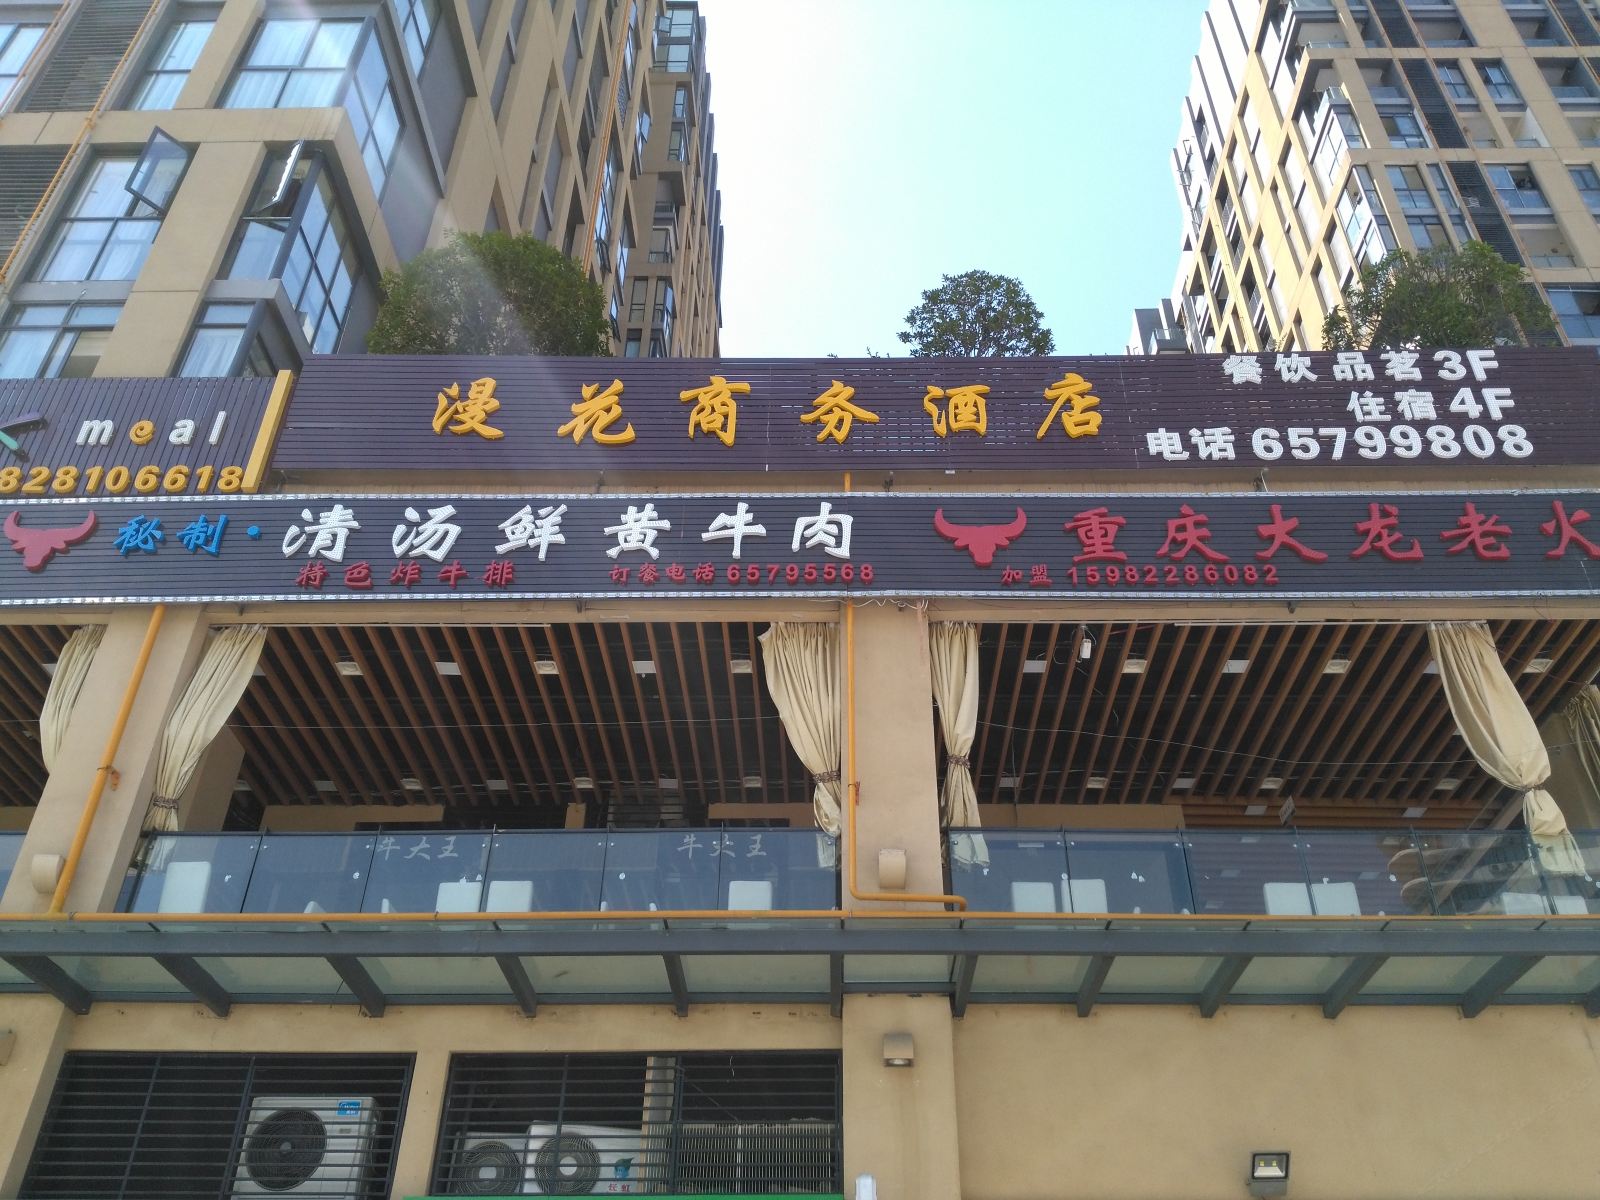 漫花商务酒店
餐饮品茗3F
住宿4F
电话65799808
meal
828106618
秘制·清汤鲜黄牛肉
特色炸牛排 订餐电话65795568
重庆大龙老火
加盟15982286082
牛大王
牛大王
长虹